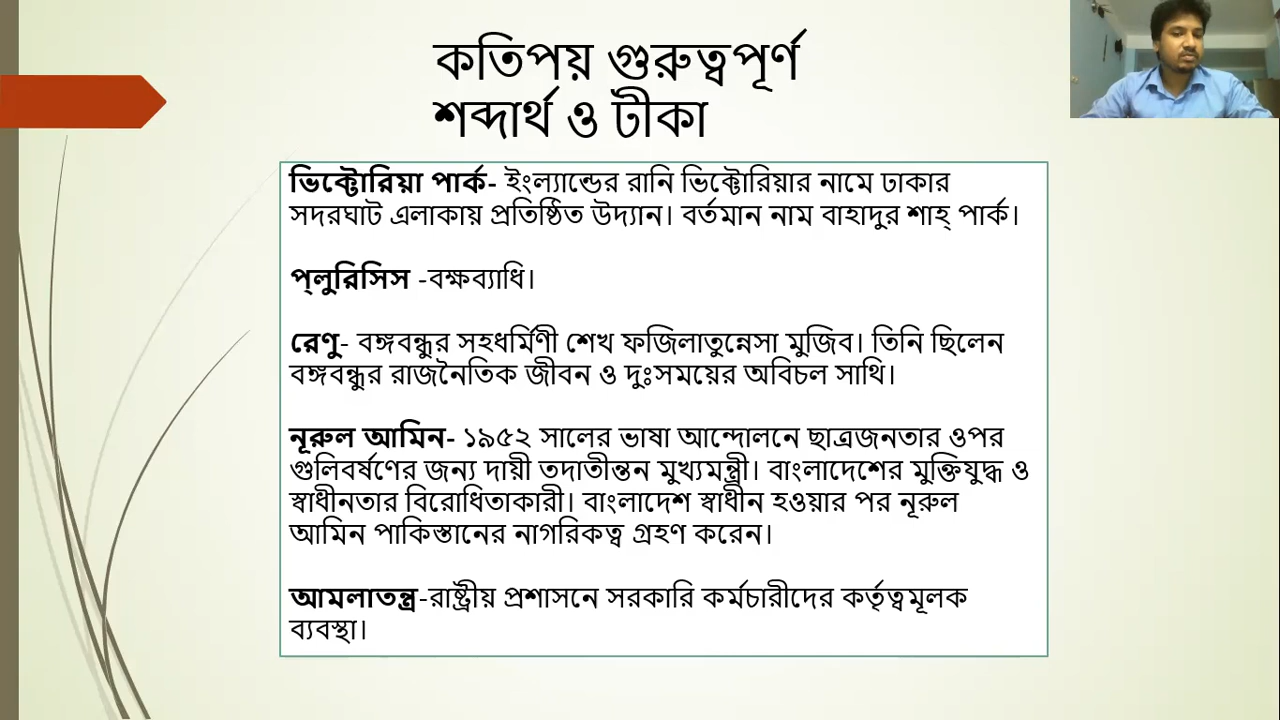 কতিপয় গুরুত্বপূর্ণ
শব্দার্থ ও টীকা
ভিক্টোরিয়া পার্ক- ইংল্যান্ডের রানি ভিক্টোরিয়ার নামে ঢাকার
সদরঘাট এলাকায় প্রতিষ্ঠিত উদ্যান। বর্তমান নাম বাহাদুর শাহ্ পার্ক।
প্লুরিসিস -বক্ষব্যাধি।
রেণু- বঙ্গবন্ধুর সহধর্মিণী শেখ ফজিলাতুন্নেসা মুজিব। তিনি ছিলেন
বঙ্গবন্ধুর রাজনৈতিক জীবন ও দুঃসময়ের অবিচল সাথি।
নূরুল আমিন- ১৯৫২ সালের ভাষা আন্দোলনে ছাত্রজনতার ওপর
গুলিবর্ষণের জন্য দায়ী তদাতীন্তন মুখ্যমন্ত্রী। বাংলাদেশের মুক্তিযুদ্ধ ও
স্বাধীনতার বিরোধিতাকারী। বাংলাদেশ স্বাধীন হওয়ার পর নূরুল
আমিন পাকিস্তানের নাগরিকত্ব গ্রহণ করেন।
আমলাতন্ত্র-রাষ্ট্রীয় প্রশাসনে সরকারি কর্মচারীদের কর্তৃত্বমূলক
ব্যবস্থা।